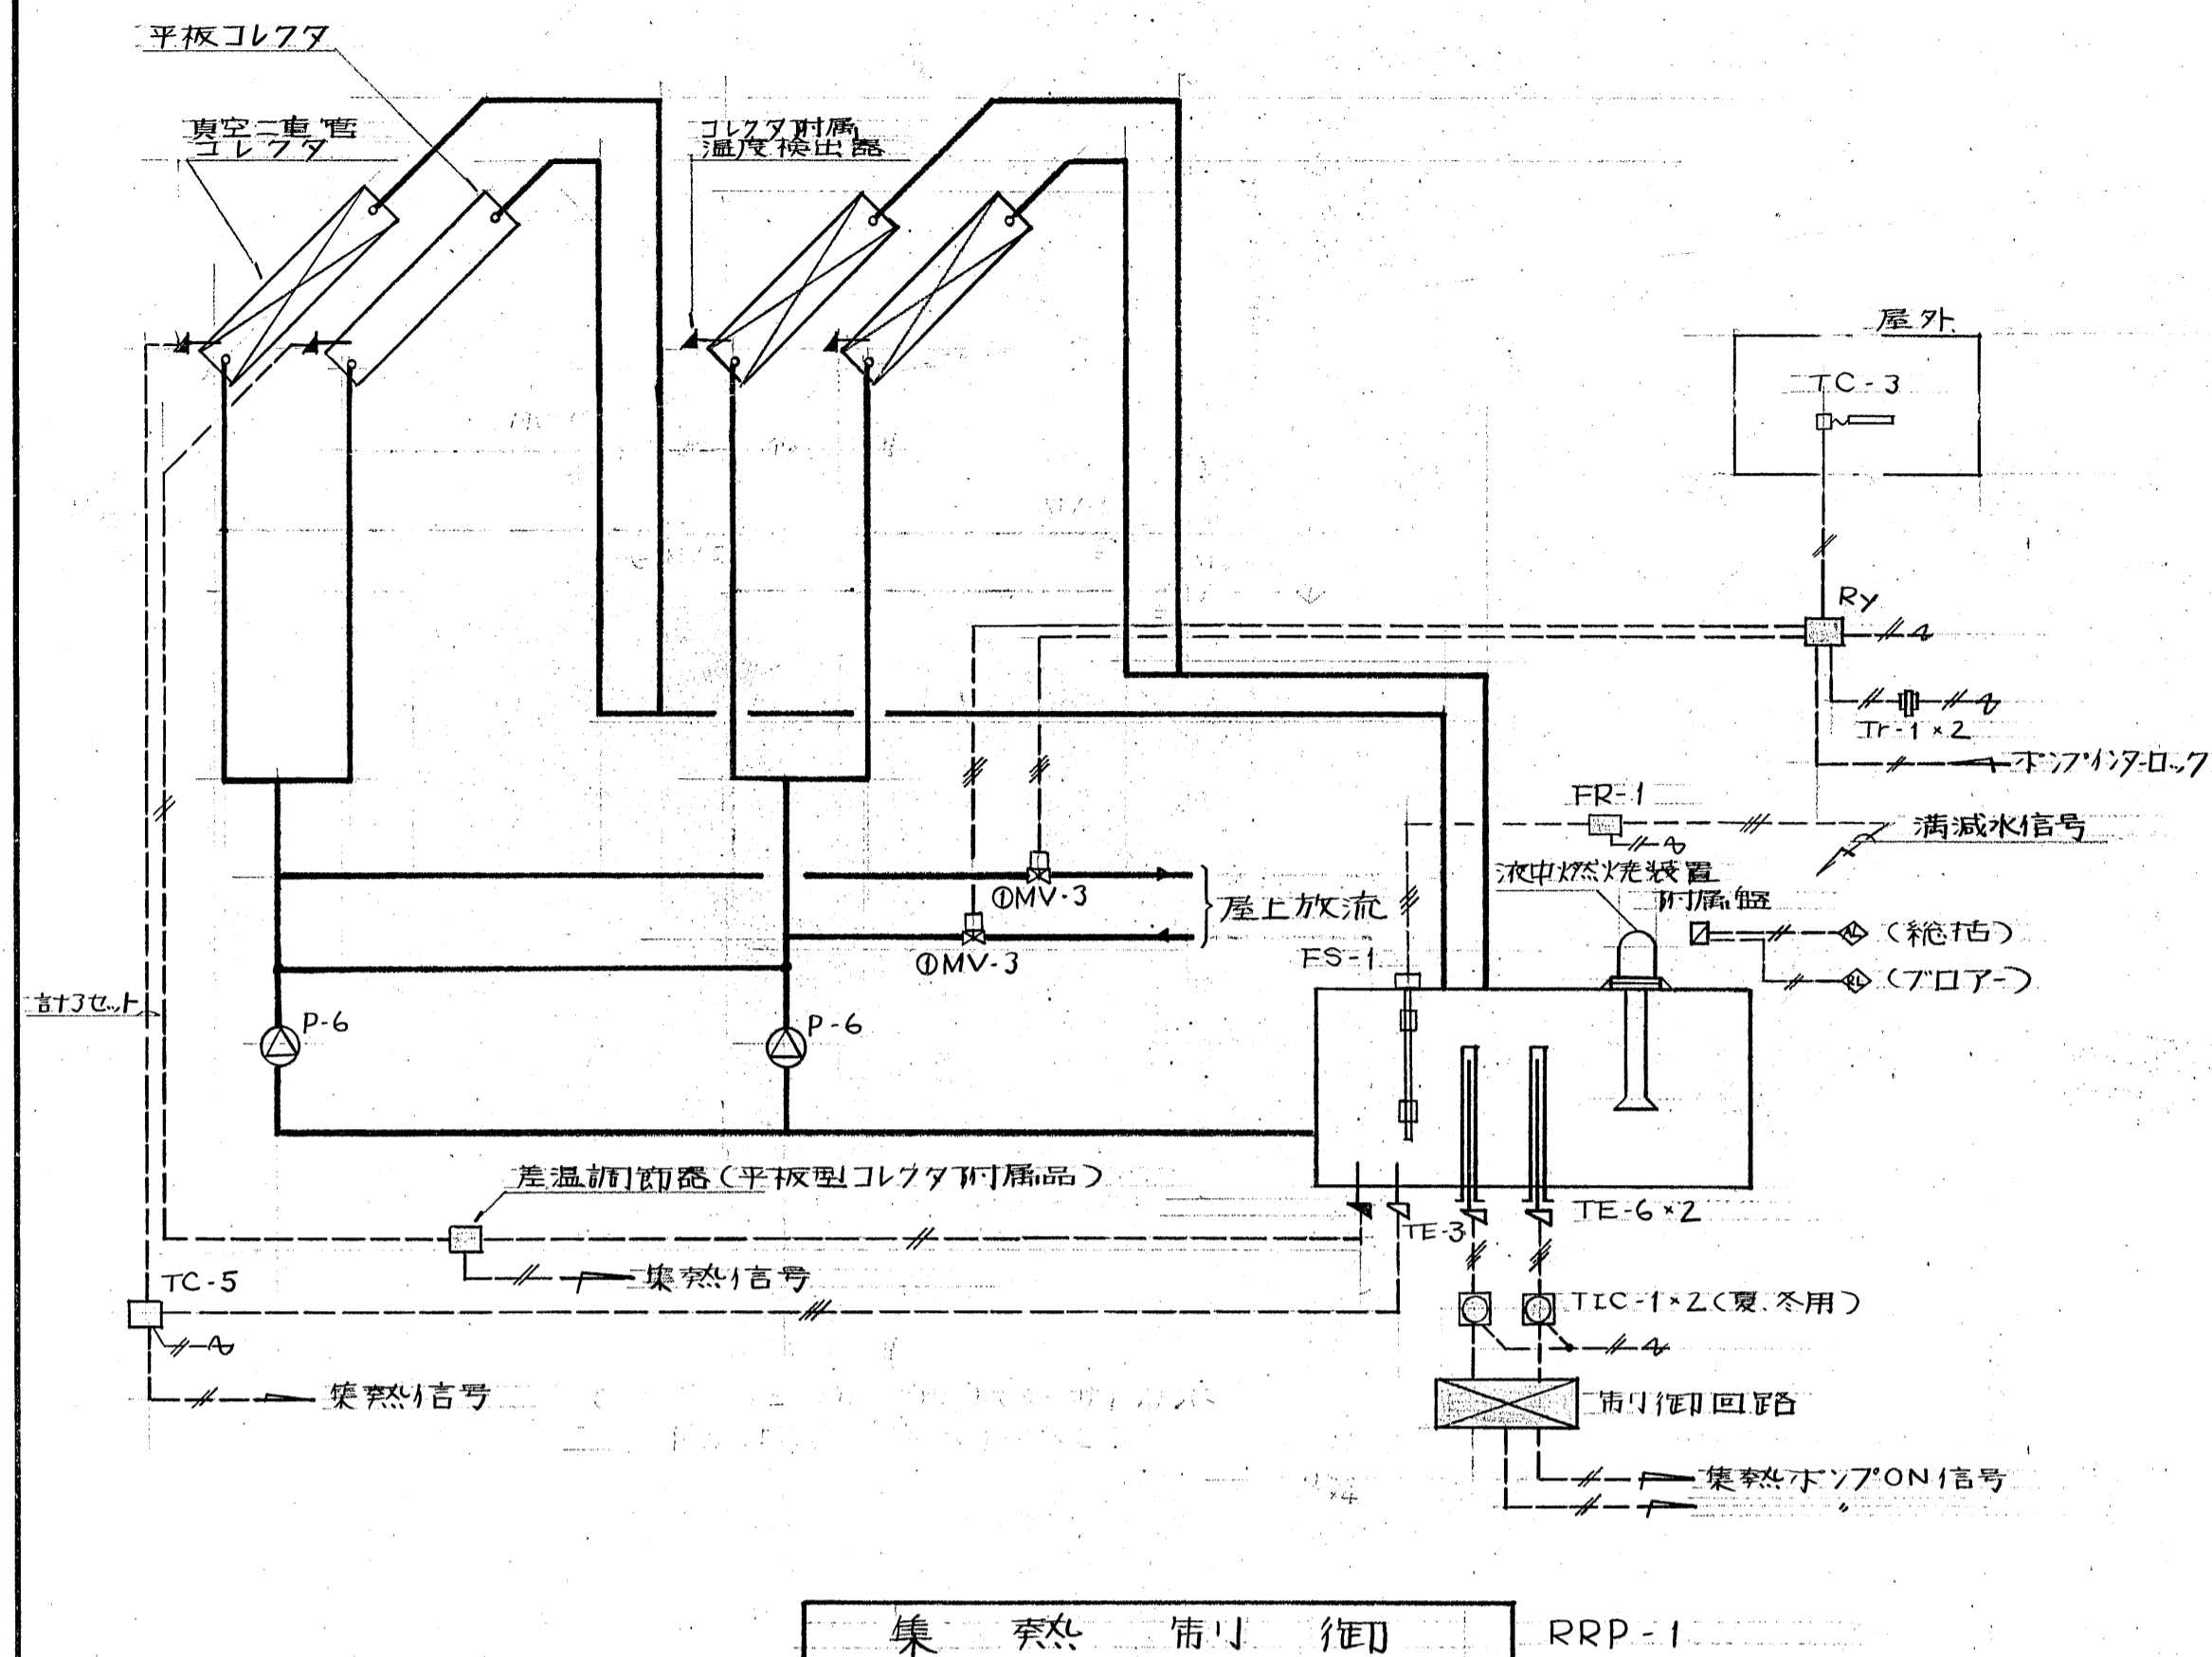 平板コレクタ
真空二重管
コレクタ
コレクタ附属
温度検出器
屋外
TC-3
Ry
Tr-1×2
ポンプインターロック
FR-1
満減水信号
液中燃焼装置
附属盤
①MV-3
屋上放流
①MV-3
FS-1
(総括)
(ブロアー)
計3セット
P-6
P-6
差温調節器(平板型コレクタ附属品)
TE-3
TE-6×2
集熱信号
TC-5
TIC-1×2(夏.冬用)
集熱信号
制御回路
集熱ポンプON信号
〃
×4
集熱制御
RRP-1